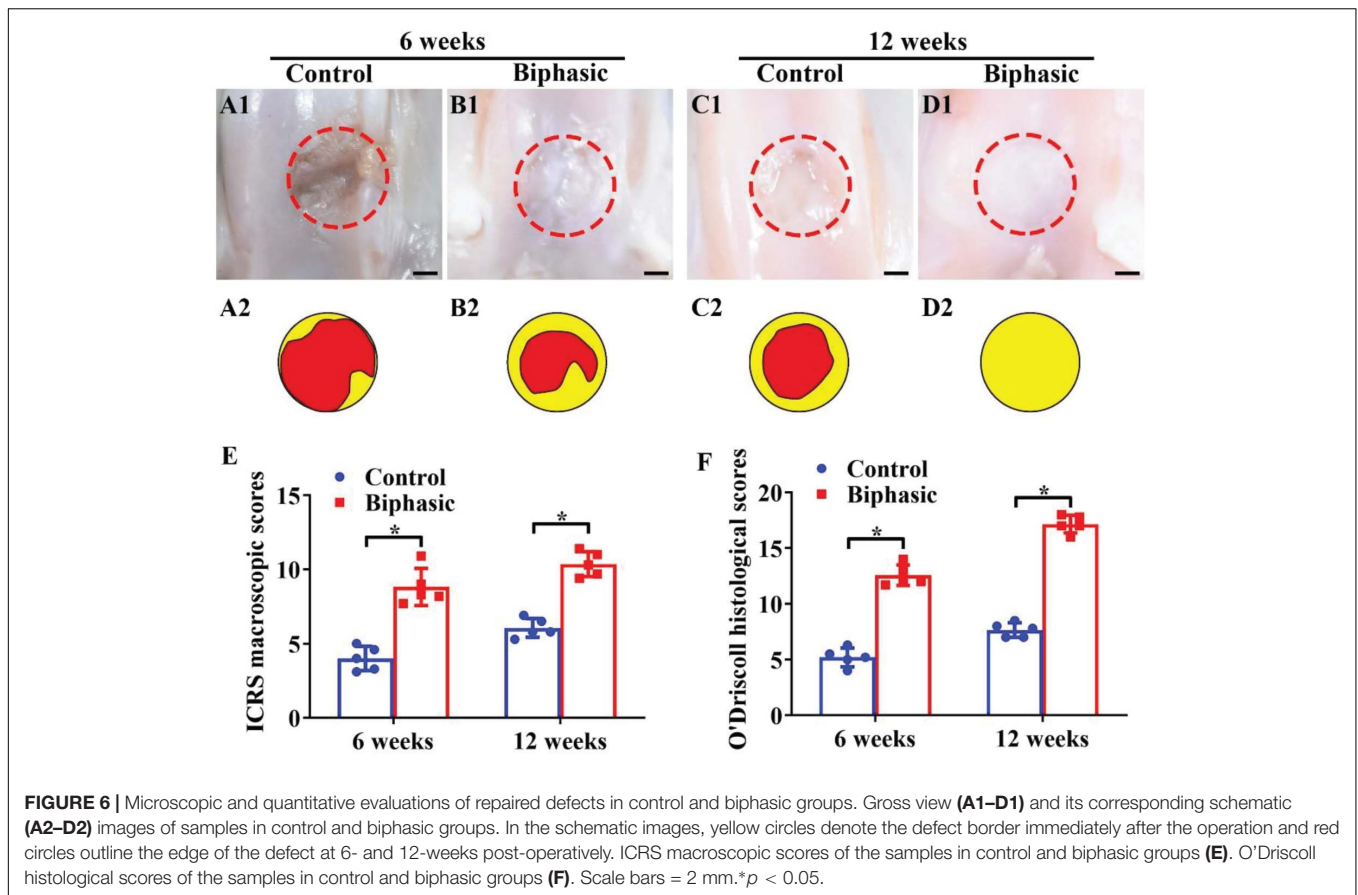 6 weeks 12 weeks
Control Biphasic Control Biphasic
A1 B1 C1 D1
A2 B2 C2 D2
E
ICRS macroscopic scores
Control
Biphasic
15
10
5
0
*
*
6 weeks 12 weeks
F
O'Driscoll histological scores
Control
Biphasic
20
15
10
5
0
*
*
6 weeks 12 weeks
FIGURE 6 | Microscopic and quantitative evaluations of repaired defects in control and biphasic groups. Gross view (A1–D1) and its corresponding schematic
(A2–D2) images of samples in control and biphasic groups. In the schematic images, yellow circles denote the defect border immediately after the operation and red
circles outline the edge of the defect at 6- and 12-weeks post-operatively. ICRS macroscopic scores of the samples in control and biphasic groups (E). O'Driscoll
histological scores of the samples in control and biphasic groups (F). Scale bars = 2 mm.*p < 0.05.